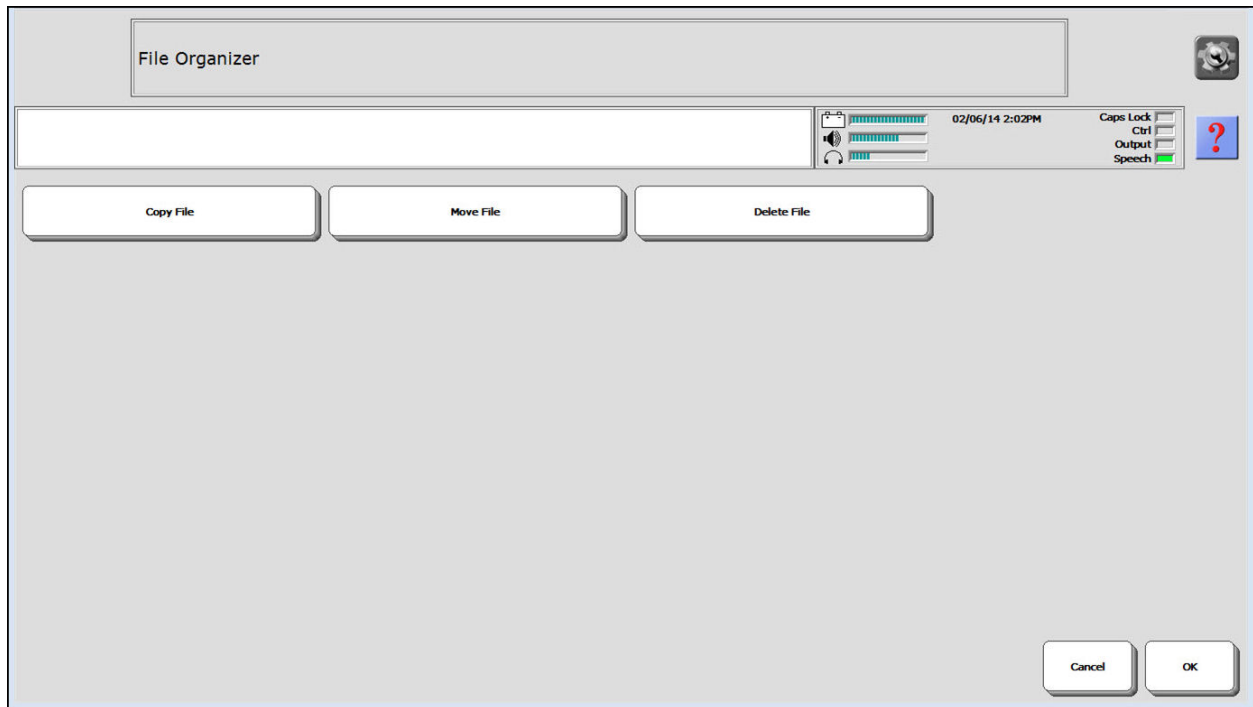 File Organizer
02/06/14 2:02PM
Caps Lock
Ctrl
Output
Speech
?
Copy File
Move File
Delete File
Cancel
OK